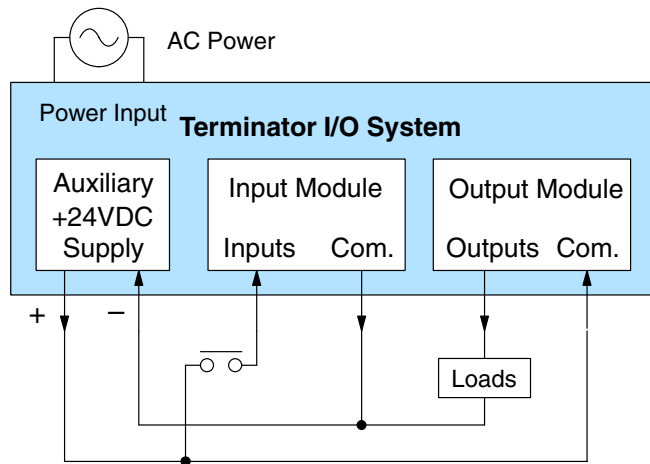 AC Power
Power Input
Terminator I/O System
Auxiliary
+24VDC
Supply
Input Module
Inputs Com.
Output Module
Outputs Com.
+ −
Loads